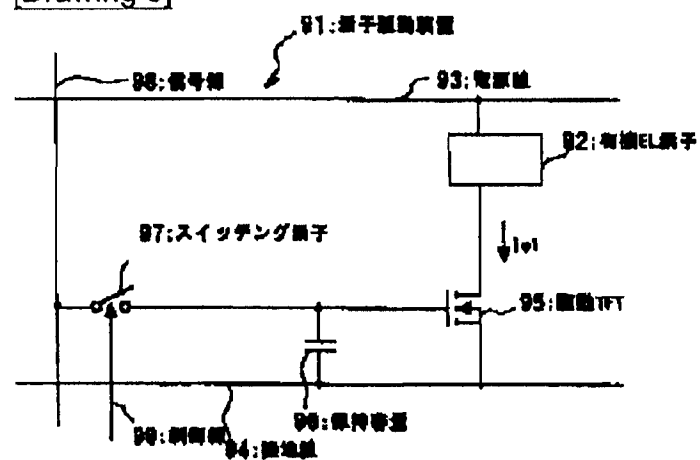 91:素子駆動装置
98:信号線
93:電源線
92:有機EL素子
97:スイッチング素子
Iel
95:駆動TFT
96:保持容量
99:制御線
94:接地線